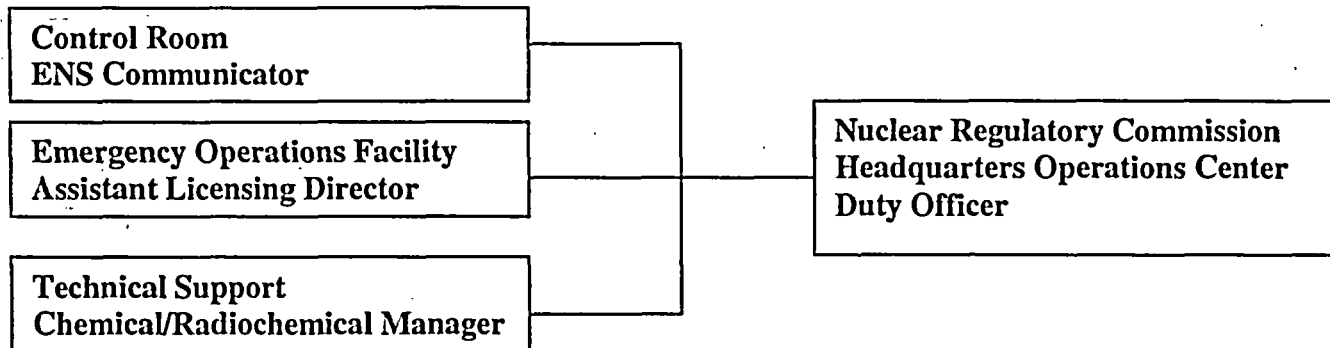 Control Room
ENS Communicator
Emergency Operations Facility
Assistant Licensing Director
Technical Support
Chemical/Radiochemical Manager
Nuclear Regulatory Commission
Headquarters Operations Center
Duty Officer